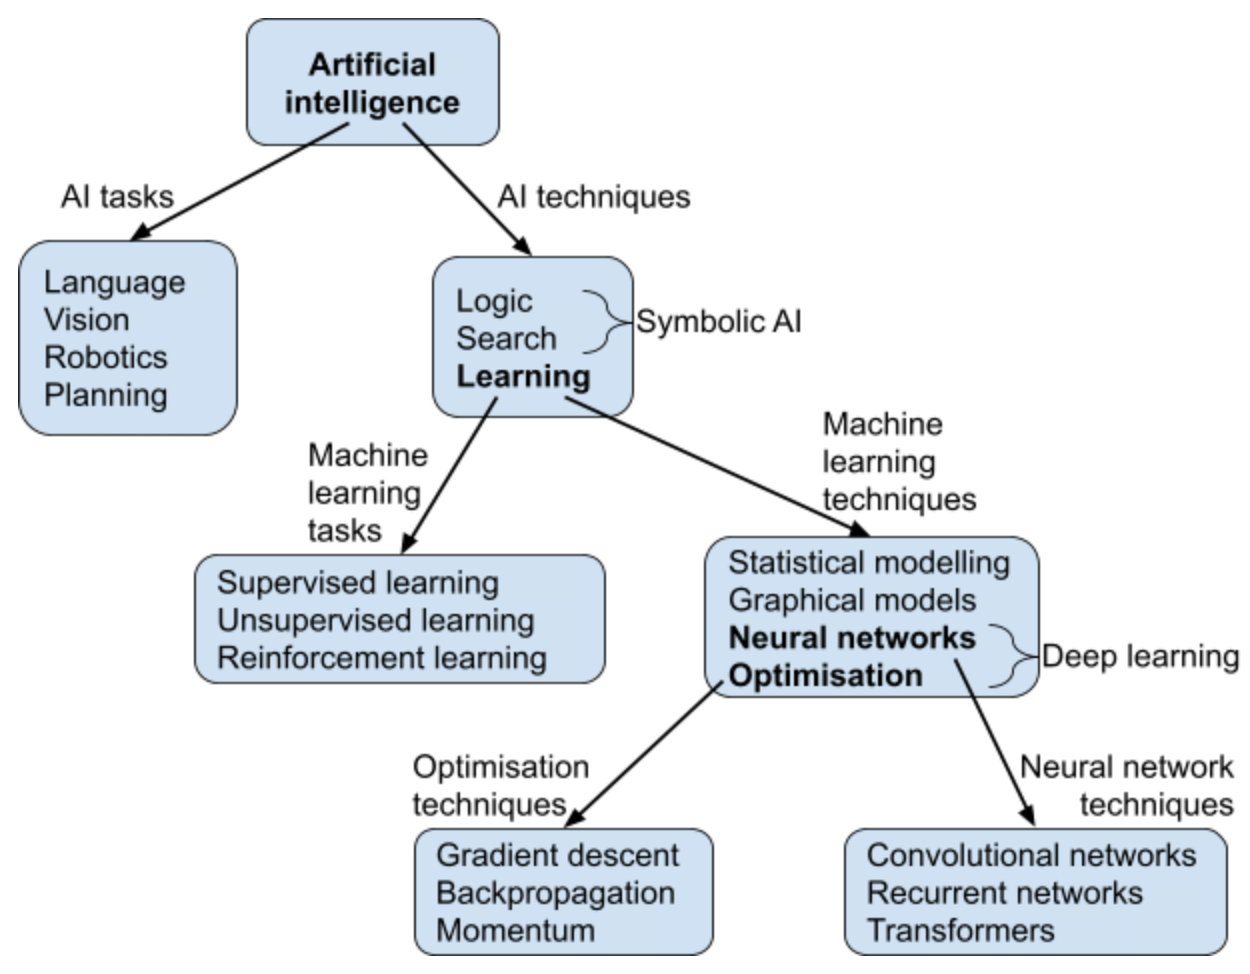 Artificial
intelligence
AI tasks
AI techniques
Language
Vision
Robotics
Planning
Logic
Search
Learning
Symbolic AI
Machine
learning
tasks
Machine
learning
techniques
Supervised learning
Unsupervised learning
Reinforcement learning
Statistical modelling
Graphical models
Neural networks
Optimisation
Deep learning
Optimisation
techniques
Neural network
techniques
Gradient descent
Backpropagation
Momentum
Convolutional networks
Recurrent networks
Transformers